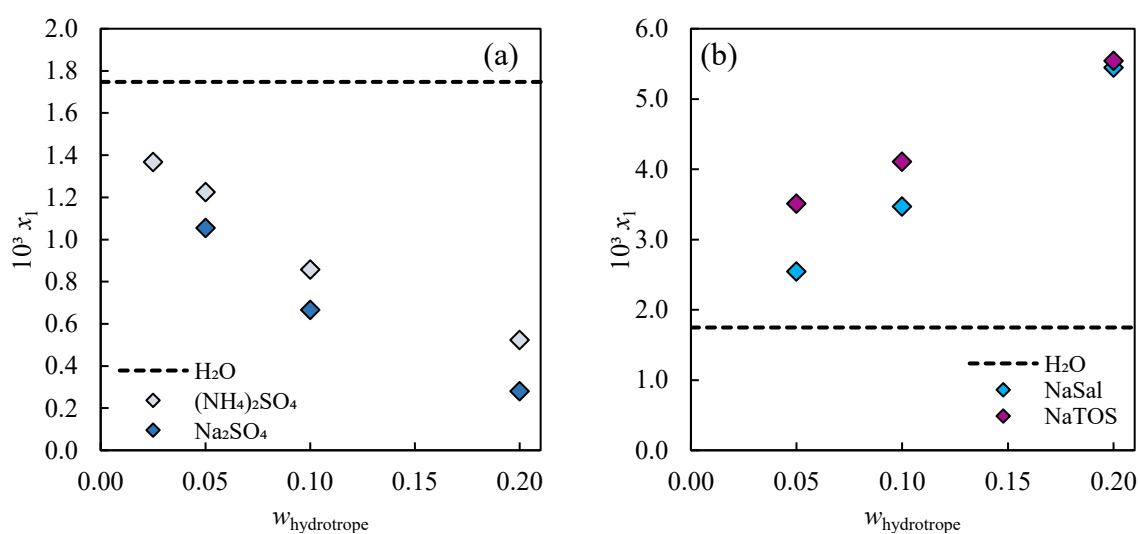 2.0
1.8
1.6
1.4
1.2
1.0
0.8
0.6
0.4
0.2
0.0
10³ x₁
(a)
H₂O
(NH₄)₂SO₄
Na₂SO₄
0.00 0.05 0.10 0.15 0.20
w_hydrotrope
6.0
5.0
4.0
3.0
2.0
1.0
0.0
10³ x₁
(b)
H₂O
NaSal
NaTOS
0.00 0.05 0.10 0.15 0.20
w_hydrotrope